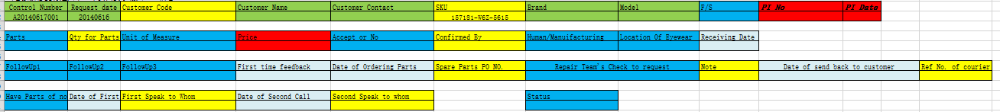 Control Number Request date Customer Code Customer Name Customer Contact SKU Brand Model F/S PI No PI Date
A20140617001 20140616 1571S1-W6Z-5615
Parts Qty for Parts Unit of Measure Price Accept or No Confirmed By Human/Manuifacturing Location Of Eyewear Receiving Date
FollowUp1 FollowUp2 FollowUp3 First time feedback Date of Ordering Parts Spare Parts PO NO. Repair Team's Check to request Note Date of send back to customer Ref No. of courier
Have Parts of no Date of First First Speak to Whom Date of Second Call Second Speak to whom Status